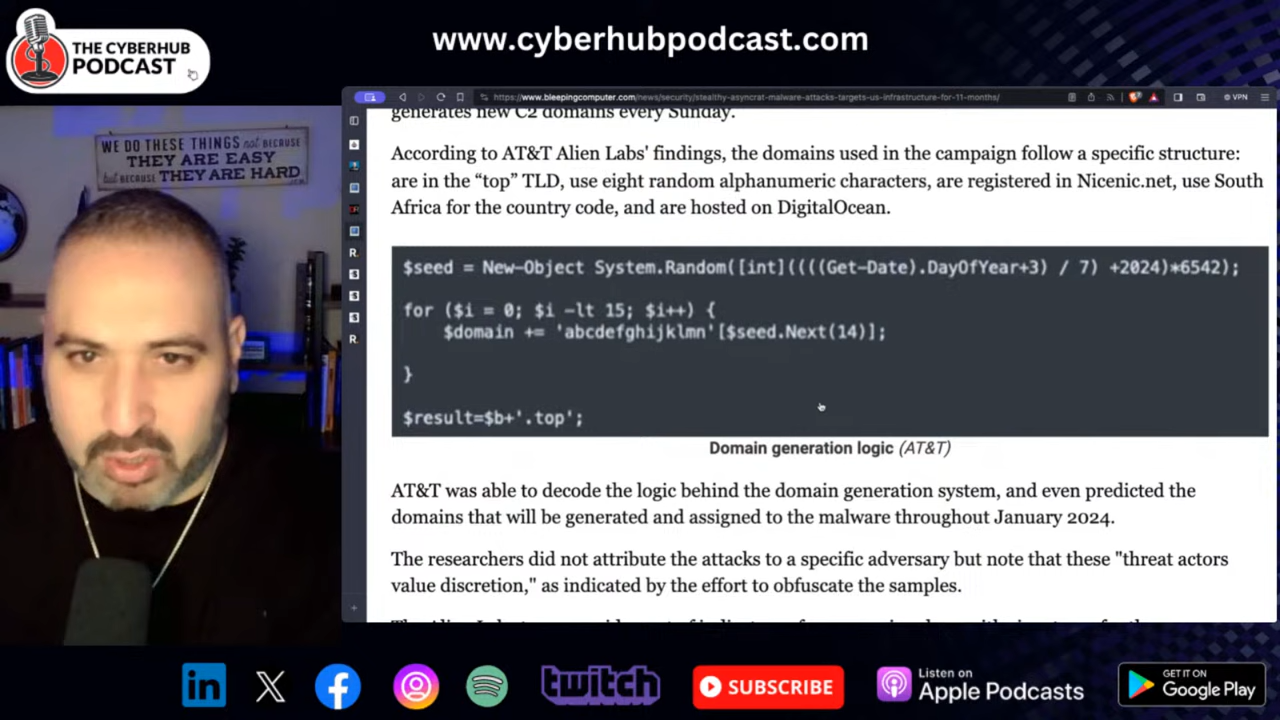 www.cyberhubpodcast.com
THE CYBERHUB
PODCAST
WE DO THESE THINGS not BECAUSE
THEY ARE EASY
but BECAUSE THEY ARE HARD
https://www.bleepingcomputer.com/news/security/stealthy-asyncrat-malware-attacks-targets-us-infrastructure-for-11-months/
VPN
generates new C2 domains every Sunday.
According to AT&T Alien Labs' findings, the domains used in the campaign follow a specific structure:
are in the “top” TLD, use eight random alphanumeric characters, are registered in Nicenic.net, use South
Africa for the country code, and are hosted on DigitalOcean.
$seed = New-Object System.Random([int]((((Get-Date).DayOfYear+3) / 7) +2024)*6542);
for ($i = 0; $i -lt 15; $i++) {
$domain += 'abcdefghijklmn'[$seed.Next(14)];
}
$result=$b+'.top';
Domain generation logic (AT&T)
AT&T was able to decode the logic behind the domain generation system, and even predicted the
domains that will be generated and assigned to the malware throughout January 2024.
The researchers did not attribute the attacks to a specific adversary but note that these "threat actors
value discretion," as indicated by the effort to obfuscate the samples.
in
twitch
SUBSCRIBE
Listen on
Apple Podcasts
GET IT ON
Google Play